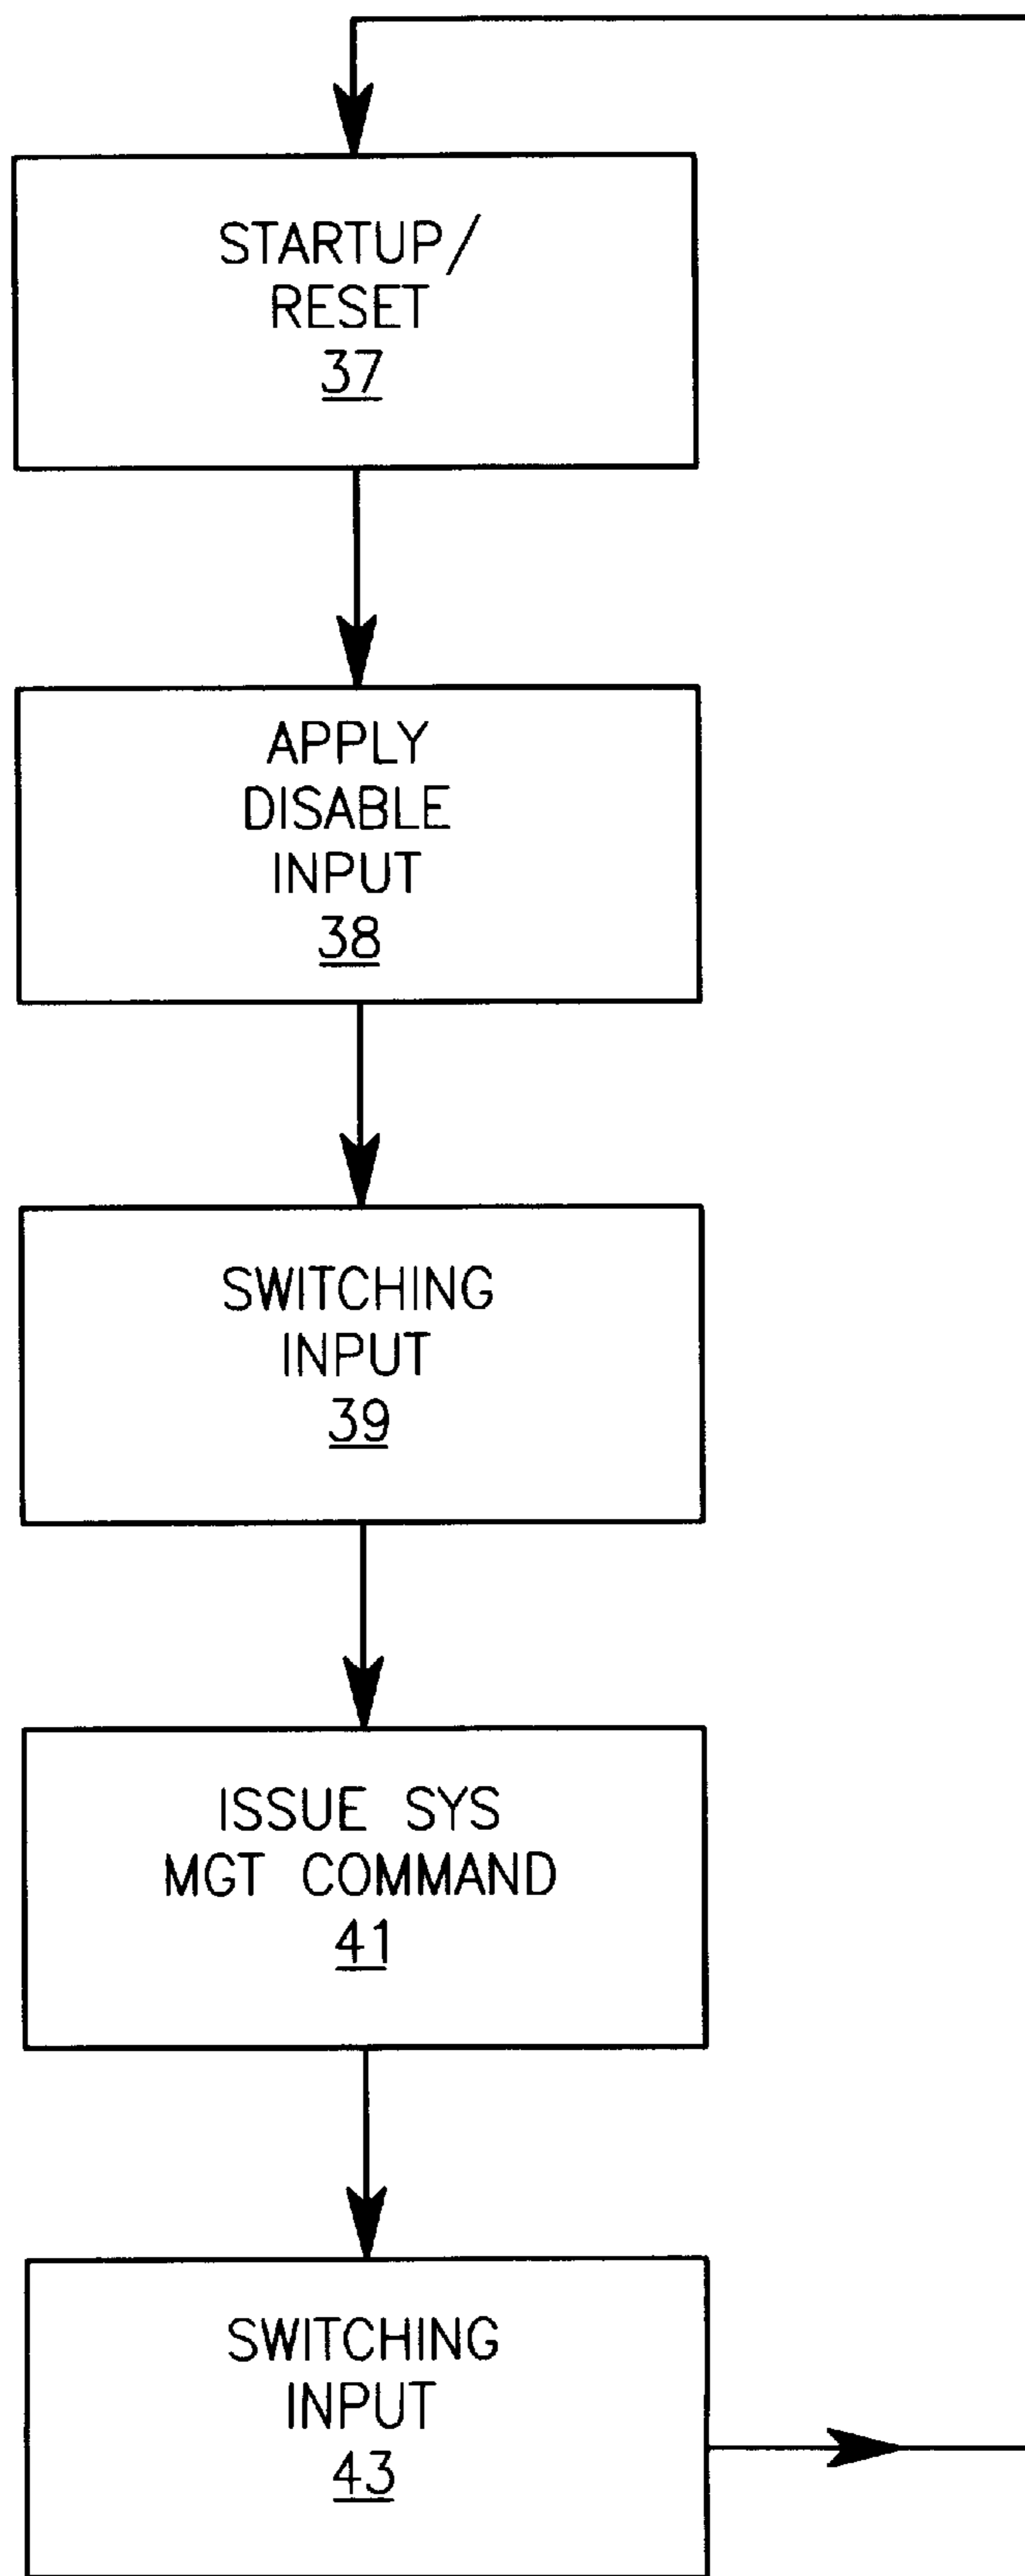 STARTUP/
RESET
37
APPLY
DISABLE
INPUT
38
SWITCHING
INPUT
39
ISSUE SYS
MGT COMMAND
41
SWITCHING
INPUT
43